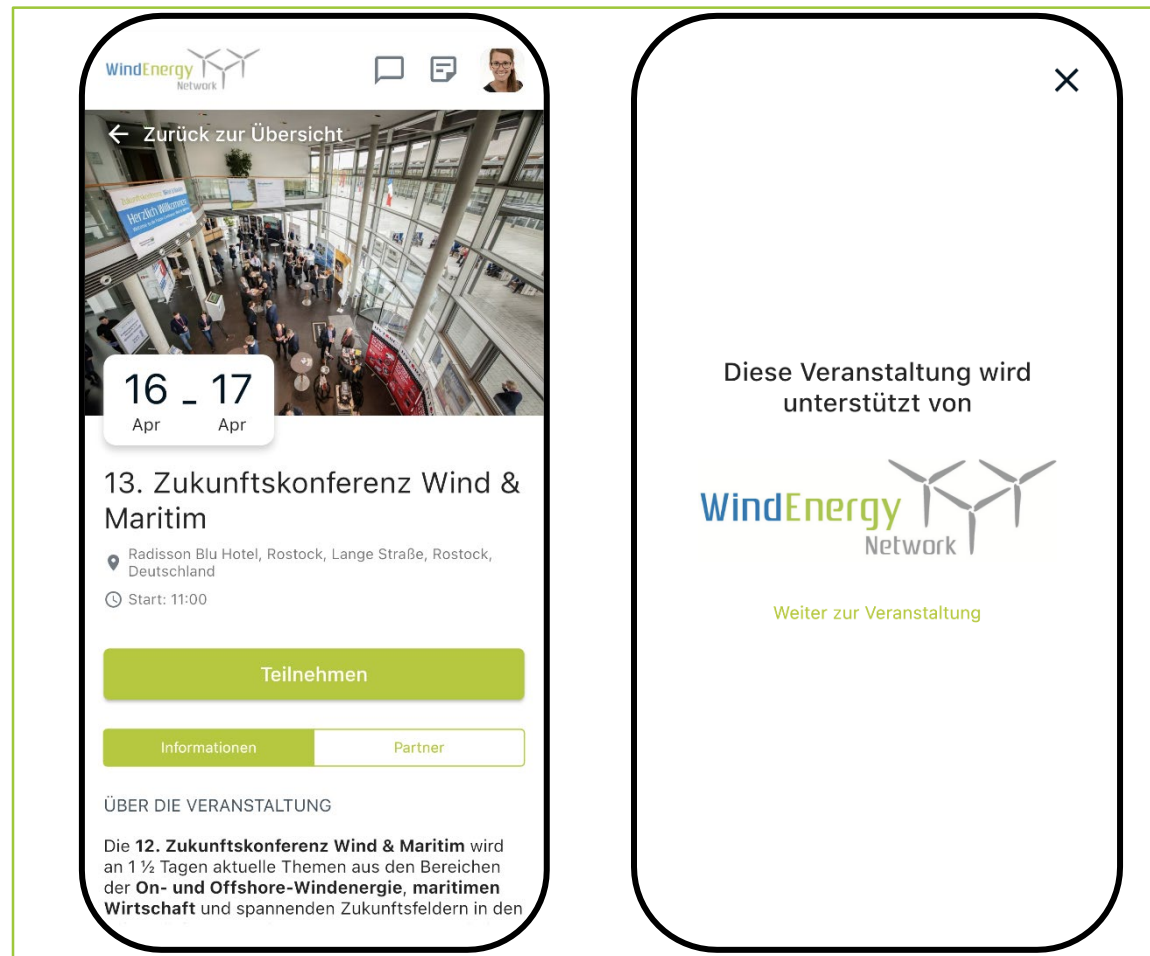 WindEnergy
Network
← Zurück zur Übersicht
Herzlich Willkommen!
16 - 17
Apr Apr
13. Zukunftskonferenz Wind &
Maritim
Radisson Blu Hotel, Rostock, Lange Straße, Rostock,
Deutschland
Start: 11:00
Teilnehmen
Informationen Partner
ÜBER DIE VERANSTALTUNG
Die 12. Zukunftskonferenz Wind & Maritim wird
an 1 ½ Tagen aktuelle Themen aus den Bereichen
der On- und Offshore-Windenergie, maritimen
Wirtschaft und spannenden Zukunftsfeldern in den
Diese Veranstaltung wird
unterstützt von
WindEnergy
Network
Weiter zur Veranstaltung